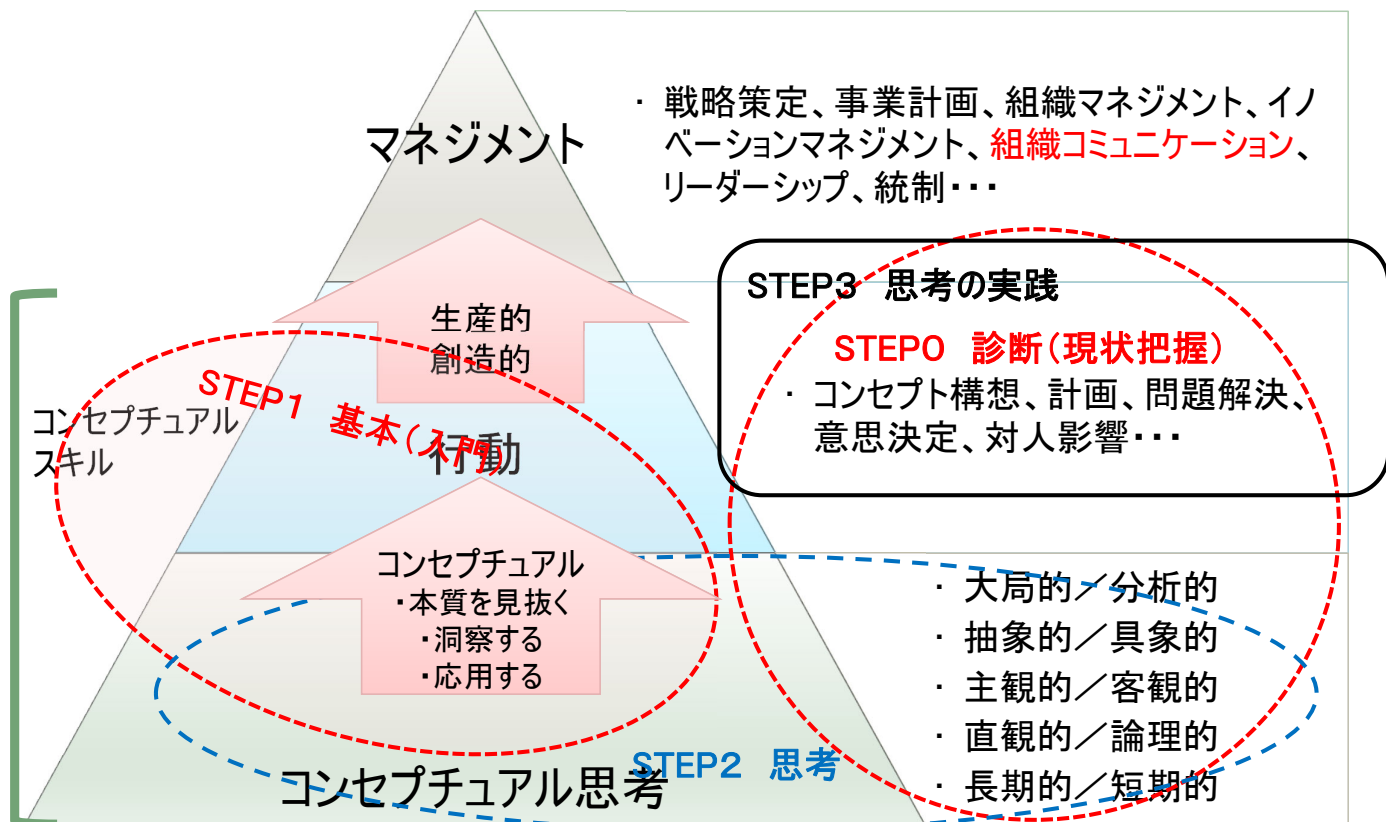 マネジメント
・ 戦略策定、事業計画、組織マネジメント、イノ
ベーションマネジメント、組織コミュニケーション、
リーダーシップ、統制・・・
STEP3 思考の実践
STEP0 診断(現状把握)
・ コンセプト構想、計画、問題解決、
意思決定、対人影響・・・
生産的
創造的
STEP1 基本(入門)
コンセプチュアル
スキル
行動
コンセプチュアル
・本質を見抜く
・洞察する
・応用する
・ 大局的／分析的
・ 抽象的／具象的
・ 主観的／客観的
・ 直観的／論理的
・ 長期的／短期的
STEP2 思考
コンセプチュアル思考